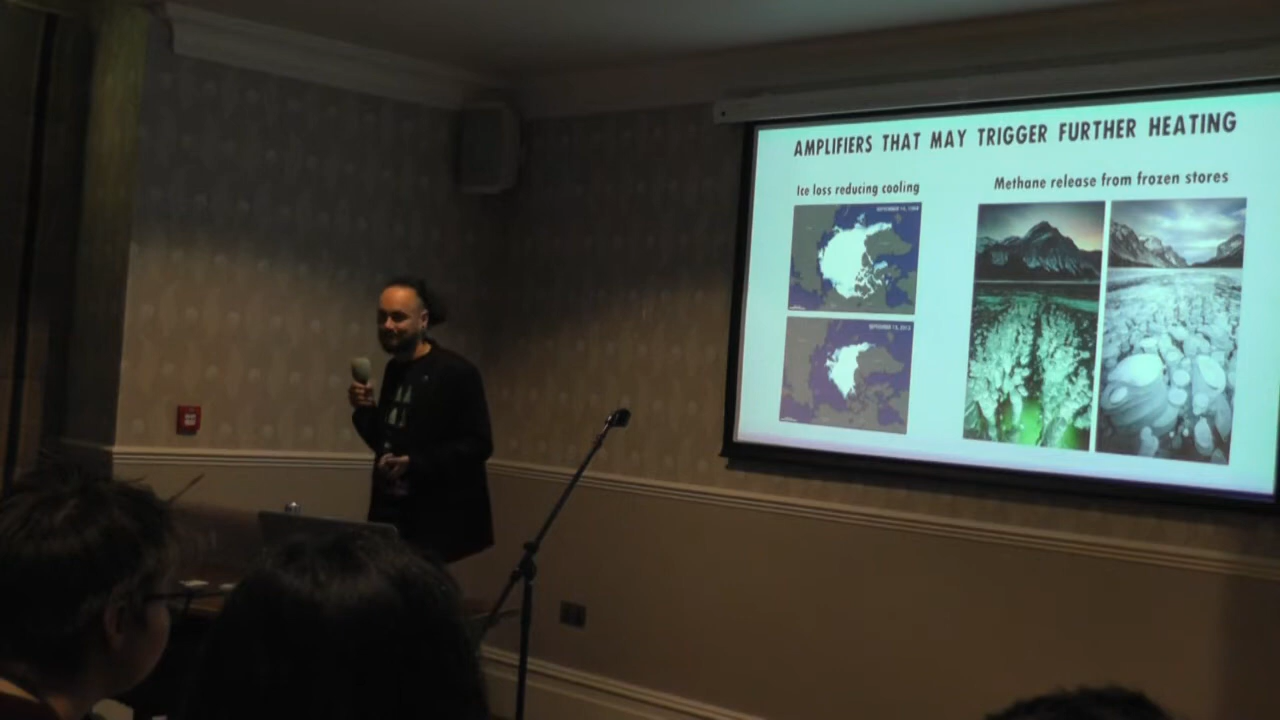 AMPLIFIERS THAT MAY TRIGGER FURTHER HEATING
Ice loss reducing cooling
Methane release from frozen stores